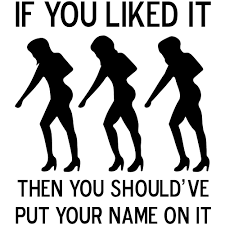 IF YOU LIKED IT
THEN YOU SHOULD'VE
PUT YOUR NAME ON IT